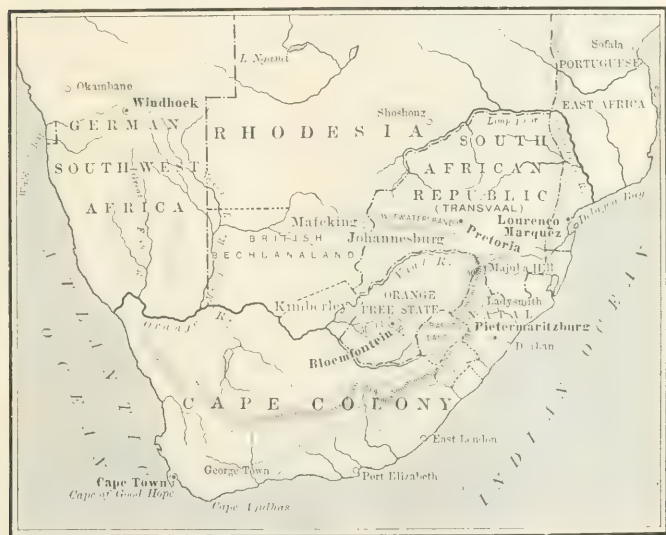 Sofala
PORTUGUESE
EAST AFRICA
L. Ngami
Okambahe
Windhoek
GERMAN
SOUTH-WEST
AFRICA
RHODESIA
Shoshong
SOUTH
AFRICAN
REPUBLIC
(TRANSVAAL)
Mafeking
BRITISH
BECHUANALAND
Johannesburg
Pretoria
LOURENCO
MARQUEZ
Delagoa Bay
Vaal R.
Majuba Hill
Kimberley
ORANGE
FREE STATE
Ladysmith
NATAL
Bloemfontein
Pietermaritzburg
Durban
Orange R.
CAPE COLONY
East London
George Town
Port Elizabeth
Cape Town
Cape of Good Hope
Cape Agulhas
ATLANTIC
OCEAN
INDIAN OCEAN